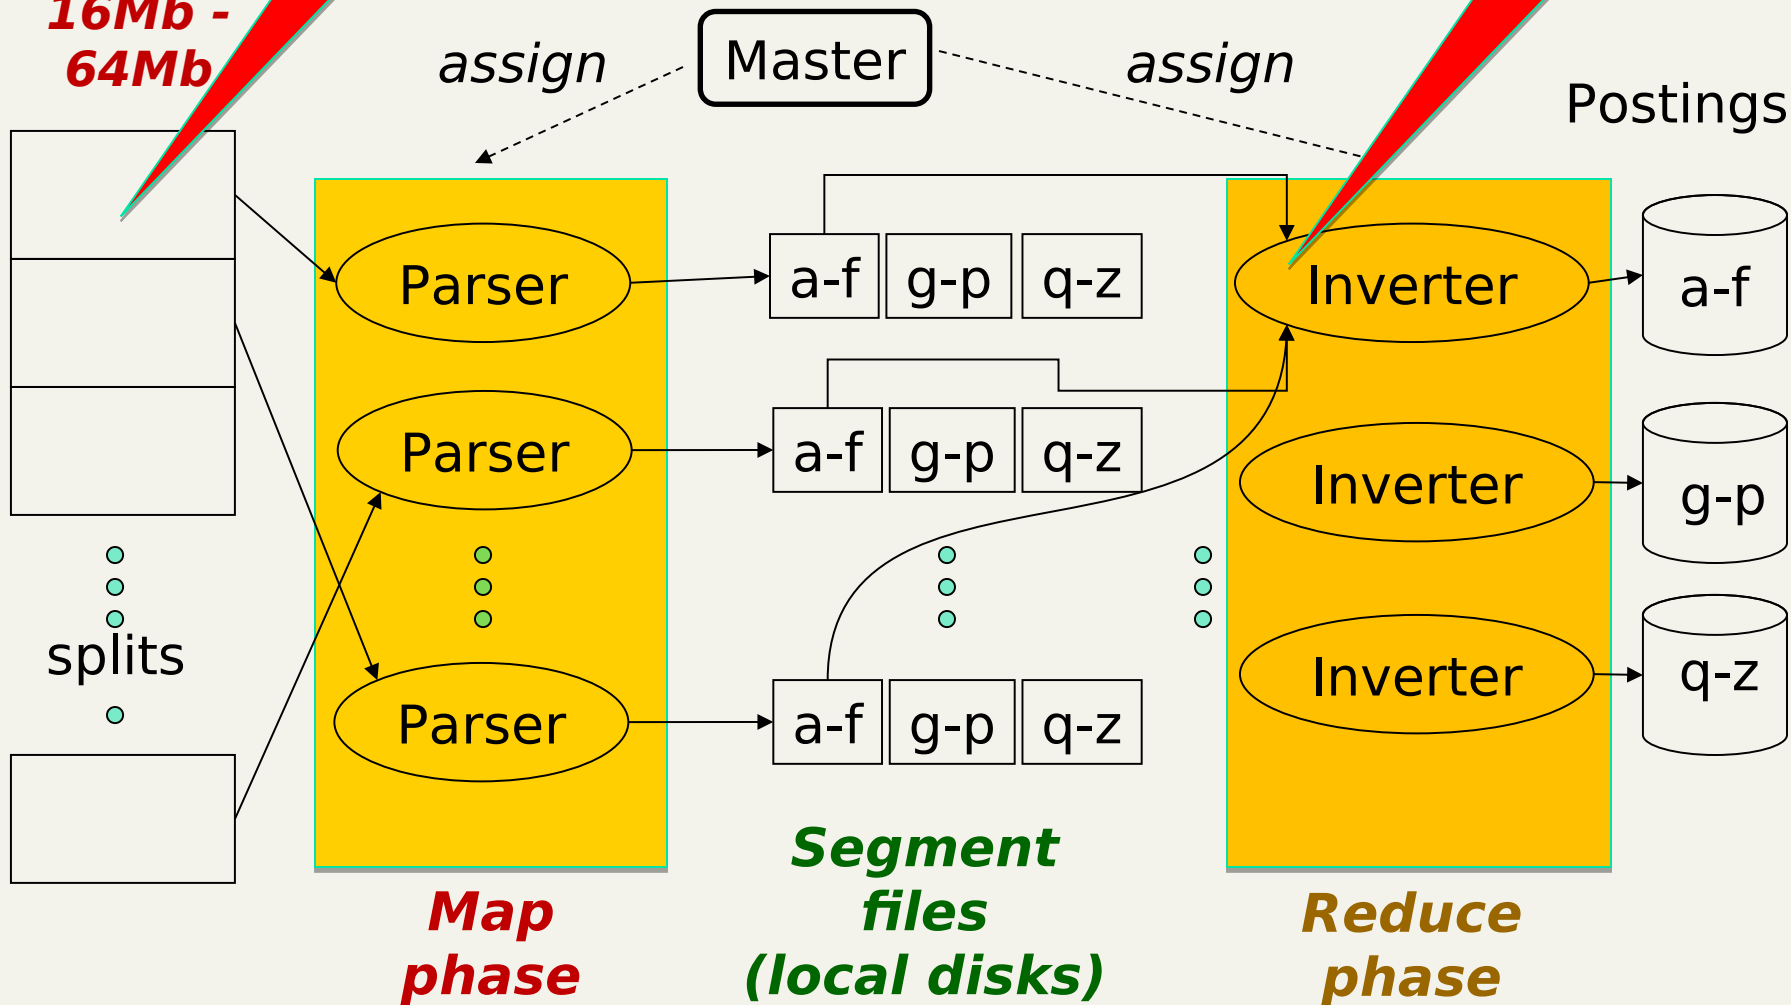 16Mb -
64Mb
assign
Master
assign
Postings
Parser
a-f g-p q-z
Inverter
a-f
Parser
a-f g-p q-z
Inverter
g-p
splits
Parser
a-f g-p q-z
Inverter
q-z
Map
phase
Segment
files
(local disks)
Reduce
phase